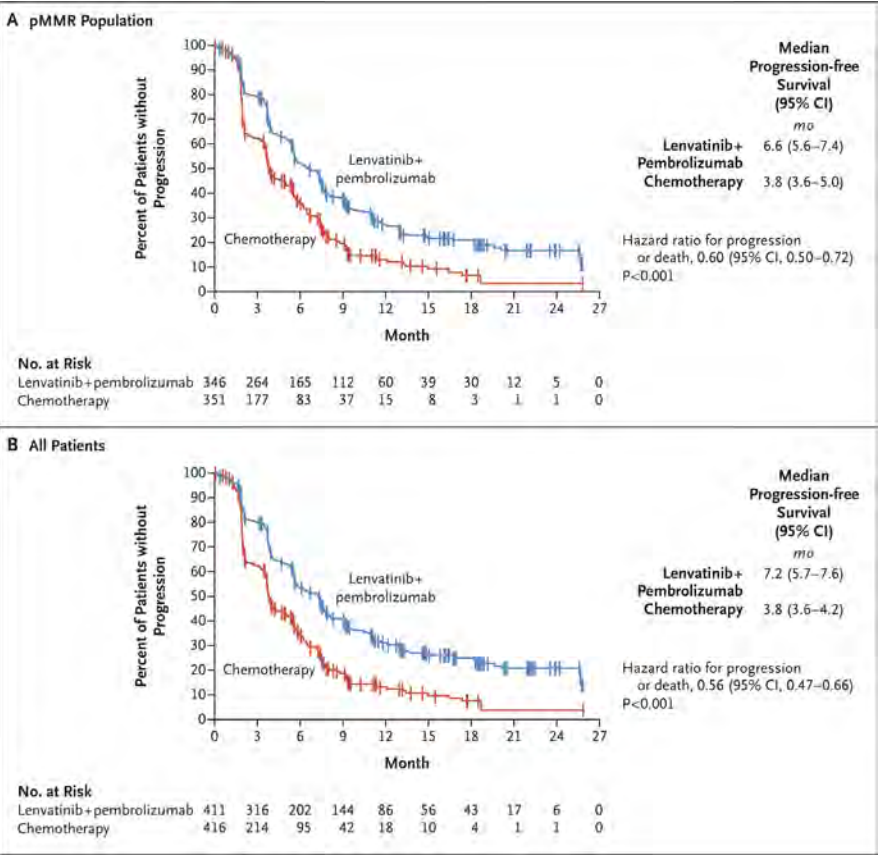 A pMMR Population
Percent of Patients without
Progression
100
90
80
70
60
50
40
30
20
10
0
0 3 6 9 12 15 18 21 24 27
Month
Lenvatinib+
pembrolizumab
Chemotherapy
Median
Progression-free
Survival
(95% CI)
mo
Lenvatinib+
Pembrolizumab 6.6 (5.6–7.4)
Chemotherapy 3.8 (3.6–5.0)
Hazard ratio for progression
or death, 0.60 (95% CI, 0.50–0.72)
P<0.001
No. at Risk
Lenvatinib+pembrolizumab 346 264 165 112 60 39 30 12 5 0
Chemotherapy 351 177 83 37 15 8 3 1 1 0
B All Patients
Percent of Patients without
Progression
100
90
80
70
60
50
40
30
20
10
0
0 3 6 9 12 15 18 21 24 27
Month
Lenvatinib+
pembrolizumab
Chemotherapy
Median
Progression-free
Survival
(95% CI)
mo
Lenvatinib+
Pembrolizumab 7.2 (5.7–7.6)
Chemotherapy 3.8 (3.6–4.2)
Hazard ratio for progression
or death, 0.56 (95% CI, 0.47–0.66)
P<0.001
No. at Risk
Lenvatinib+pembrolizumab 411 316 202 144 86 56 43 17 6 0
Chemotherapy 416 214 95 42 18 10 4 1 1 0